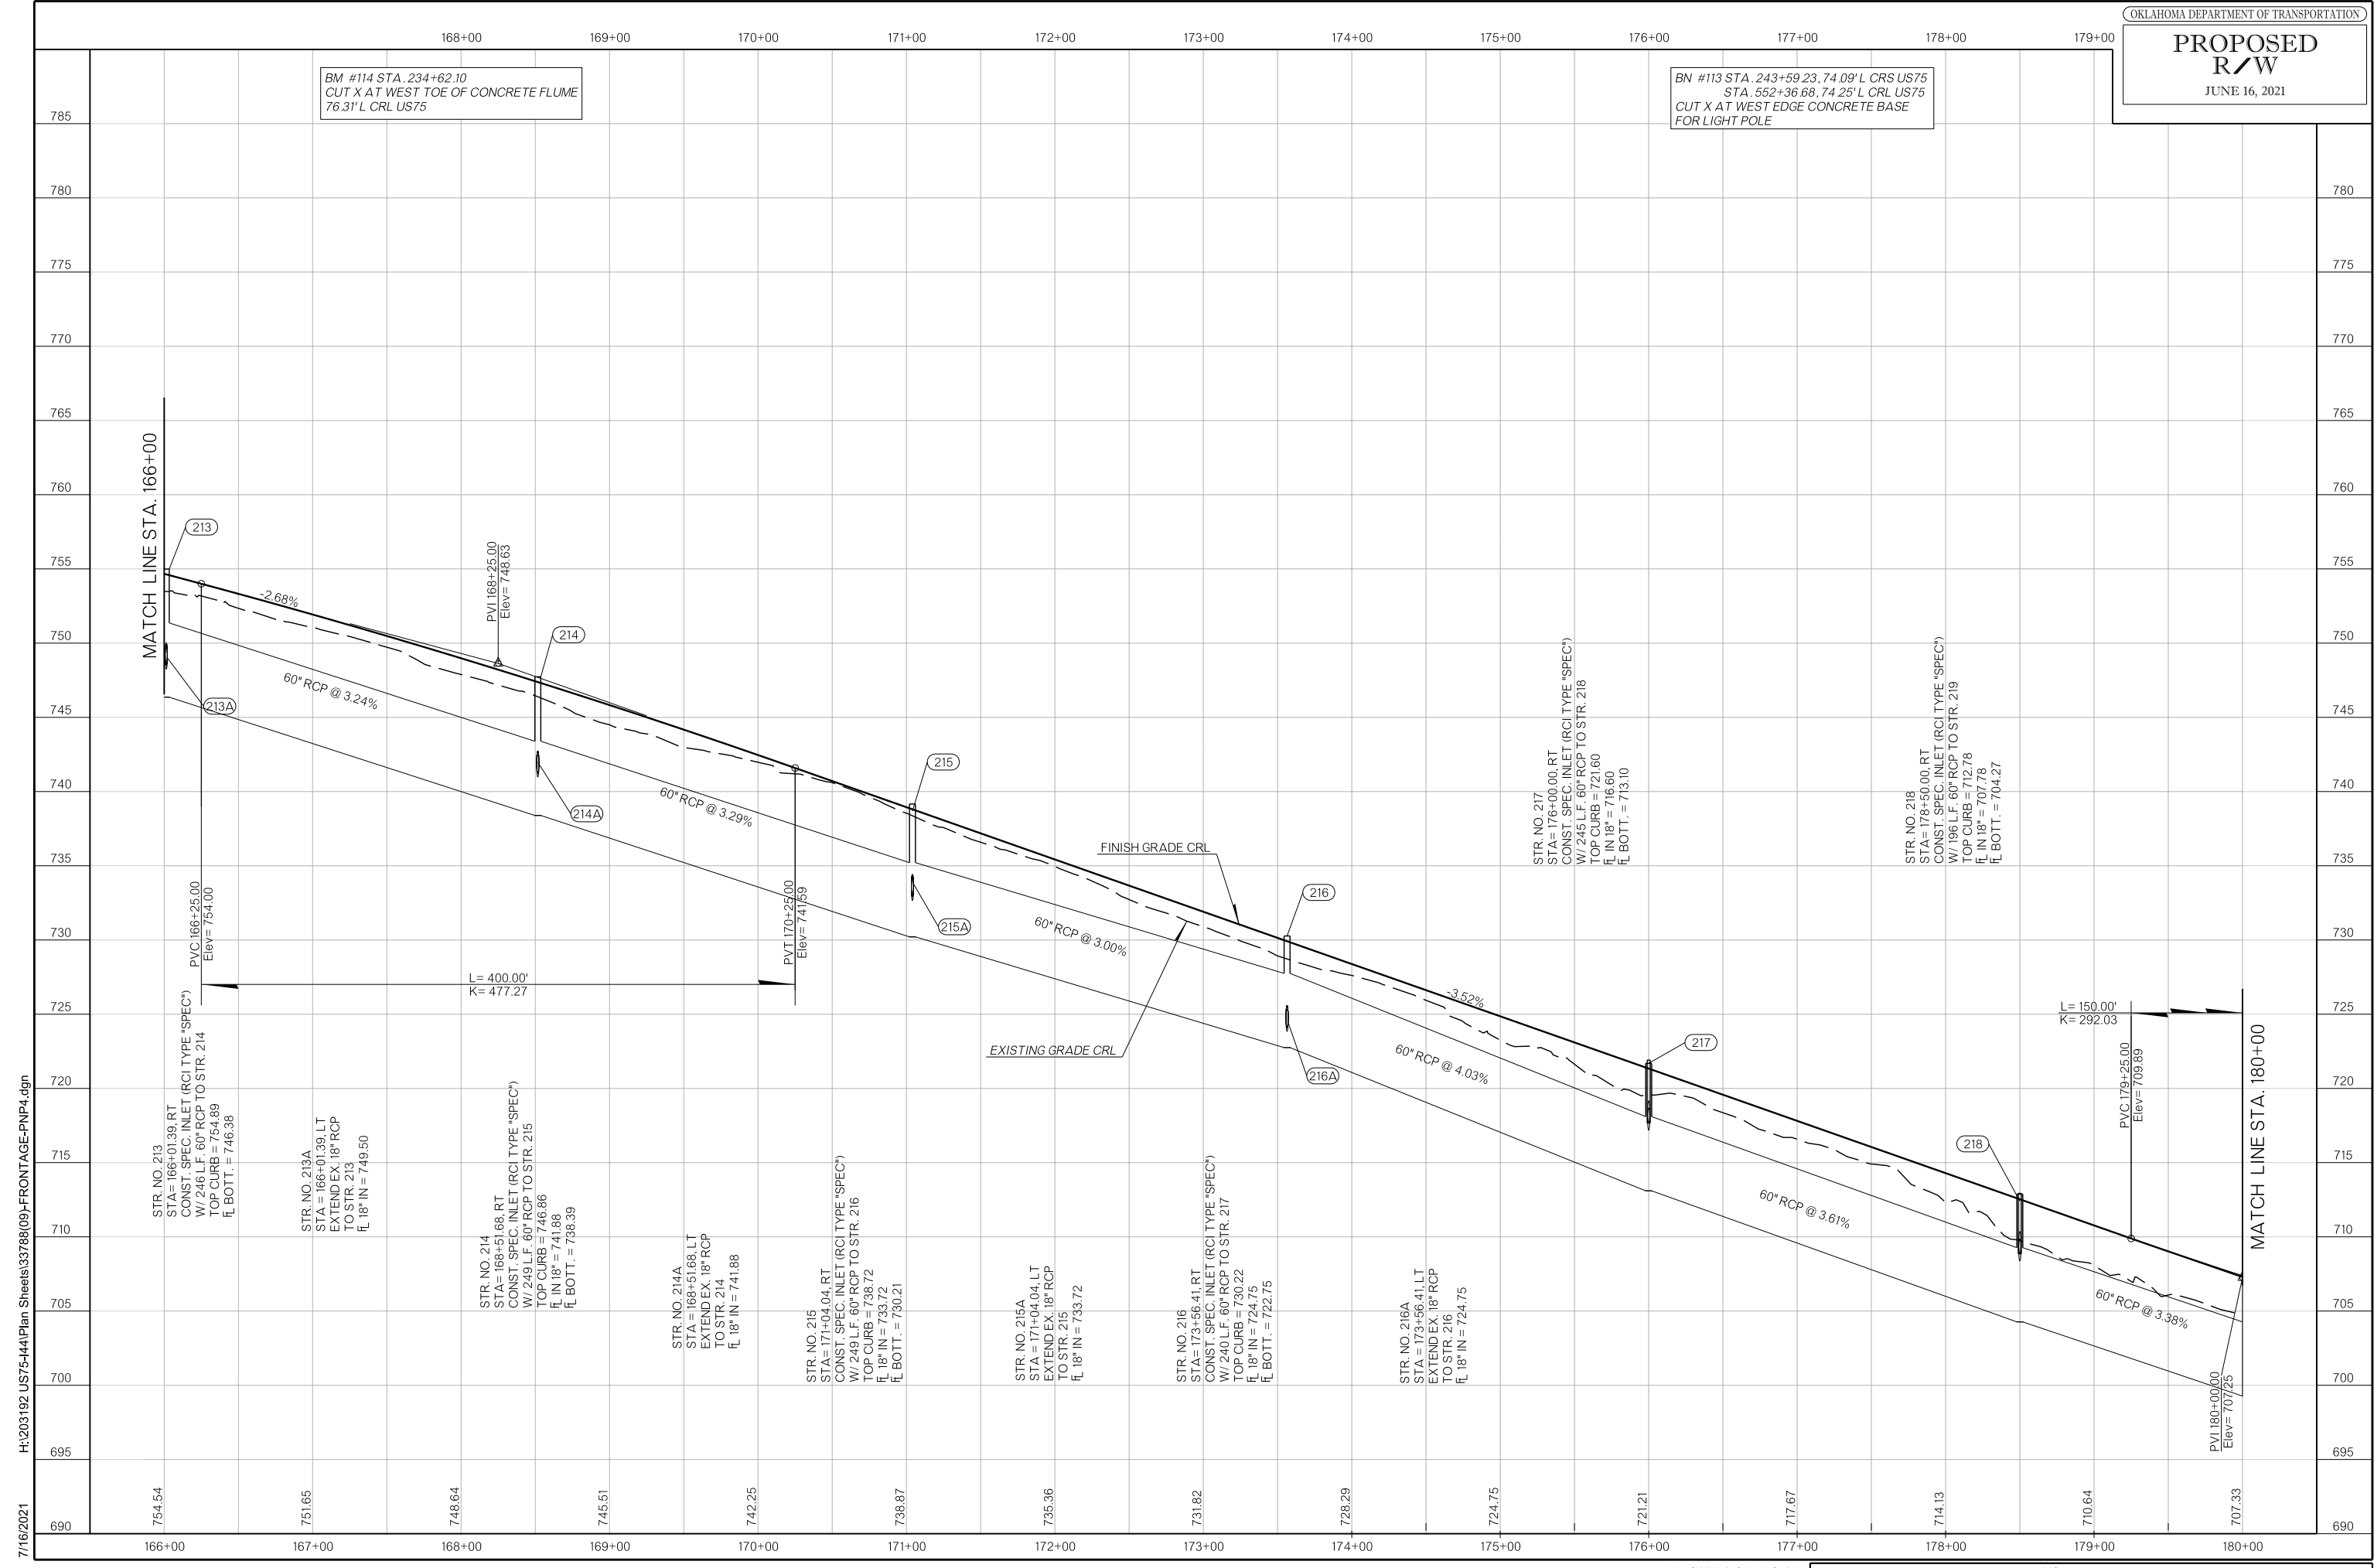 OKLAHOMA DEPARTMENT OF TRANSPORTATION
PROPOSED
R/W
JUNE 16, 2021
168+00 169+00 170+00 171+00 172+00 173+00 174+00 175+00 176+00 177+00 178+00 179+00
BM #114 STA. 234+62.10
CUT X AT WEST TOE OF CONCRETE FLUME
76.31' L CRL US75
BN #113 STA. 243+59.23, 74.09' L CRS US75
STA. 552+36.68, 74.25' L CRL US75
CUT X AT WEST EDGE CONCRETE BASE
FOR LIGHT POLE
785
780 780
775 775
770 770
765 765
760 760
755 755
750 750
745 745
740 740
735 735
730 730
725 725
720 720
715 715
710 710
705 705
700 700
695 695
690 690
MATCH LINE STA. 166+00
213
213A
-2.68%
60" RCP @ 3.24%
PVI 168+25.00
Elev= 748.63
214
214A
60" RCP @ 3.29%
PVC 166+25.00
Elev= 754.00
L= 400.00'
K= 477.27
PVT 170+25.00
Elev= 741.59
215
215A
60" RCP @ 3.00%
FINISH GRADE CRL
EXISTING GRADE CRL
216
216A
-3.52%
60" RCP @ 4.03%
217
60" RCP @ 3.61%
218
L= 150.00'
K= 292.03
PVC 179+25.00
Elev= 709.89
60" RCP @ 3.38%
PVI 180+00.00
Elev= 707.25
MATCH LINE STA. 180+00
STR. NO. 213
STA= 166+01.39, RT
CONST. SPEC. INLET (RCI TYPE "SPEC")
W/ 246 L.F. 60" RCP TO STR. 214
TOP CURB = 754.89
FL BOTT. = 746.38
STR. NO. 213A
STA = 166+01.39, LT
EXTEND EX. 18" RCP
TO STR. 213
FL 18" IN = 749.50
STR. NO. 214
STA= 168+51.68, RT
CONST. SPEC. INLET (RCI TYPE "SPEC")
W/ 249 L.F. 60" RCP TO STR. 215
TOP CURB = 746.86
FL IN 18" = 741.88
FL BOTT. = 738.39
STR. NO. 214A
STA = 168+51.68, LT
EXTEND EX. 18" RCP
TO STR. 214
FL 18" IN = 741.88
STR. NO. 215
STA= 171+04.04, RT
CONST. SPEC. INLET (RCI TYPE "SPEC")
W/ 249 L.F. 60" RCP TO STR. 216
TOP CURB = 738.72
FL 18" IN = 733.72
FL BOTT. = 730.21
STR. NO. 215A
STA = 171+04.04, LT
EXTEND EX. 18" RCP
TO STR. 215
FL 18" IN = 733.72
STR. NO. 216
STA= 173+56.41, RT
CONST. SPEC. INLET (RCI TYPE "SPEC")
W/ 240 L.F. 60" RCP TO STR. 217
TOP CURB = 730.22
FL 18" IN = 724.75
FL BOTT. = 722.75
STR. NO. 216A
STA = 173+56.41, LT
EXTEND EX. 18" RCP
TO STR. 216
FL 18" IN = 724.75
STR. NO. 217
STA= 176+00.00, RT
CONST. SPEC. INLET (RCI TYPE "SPEC")
W/ 245 L.F. 60" RCP TO STR. 218
TOP CURB = 721.60
FL IN 18" = 716.60
FL BOTT. = 713.10
STR. NO. 218
STA= 178+50.00, RT
CONST. SPEC. INLET (RCI TYPE "SPEC")
W/ 196 L.F. 60" RCP TO STR. 219
TOP CURB = 712.78
FL IN 18" = 707.78
FL BOTT. = 704.27
754.54 751.65 748.64 745.51 742.25 738.87 735.36 731.82 728.29 724.75 721.21 717.67 714.13 710.64 707.33
166+00 167+00 168+00 169+00 170+00 171+00 172+00 173+00 174+00 175+00 176+00 177+00 178+00 179+00 180+00
7/16/2021 H:\203192 US75-I44\Plan Sheets\33788(09)-FRONTAGE-PNP4.dgn